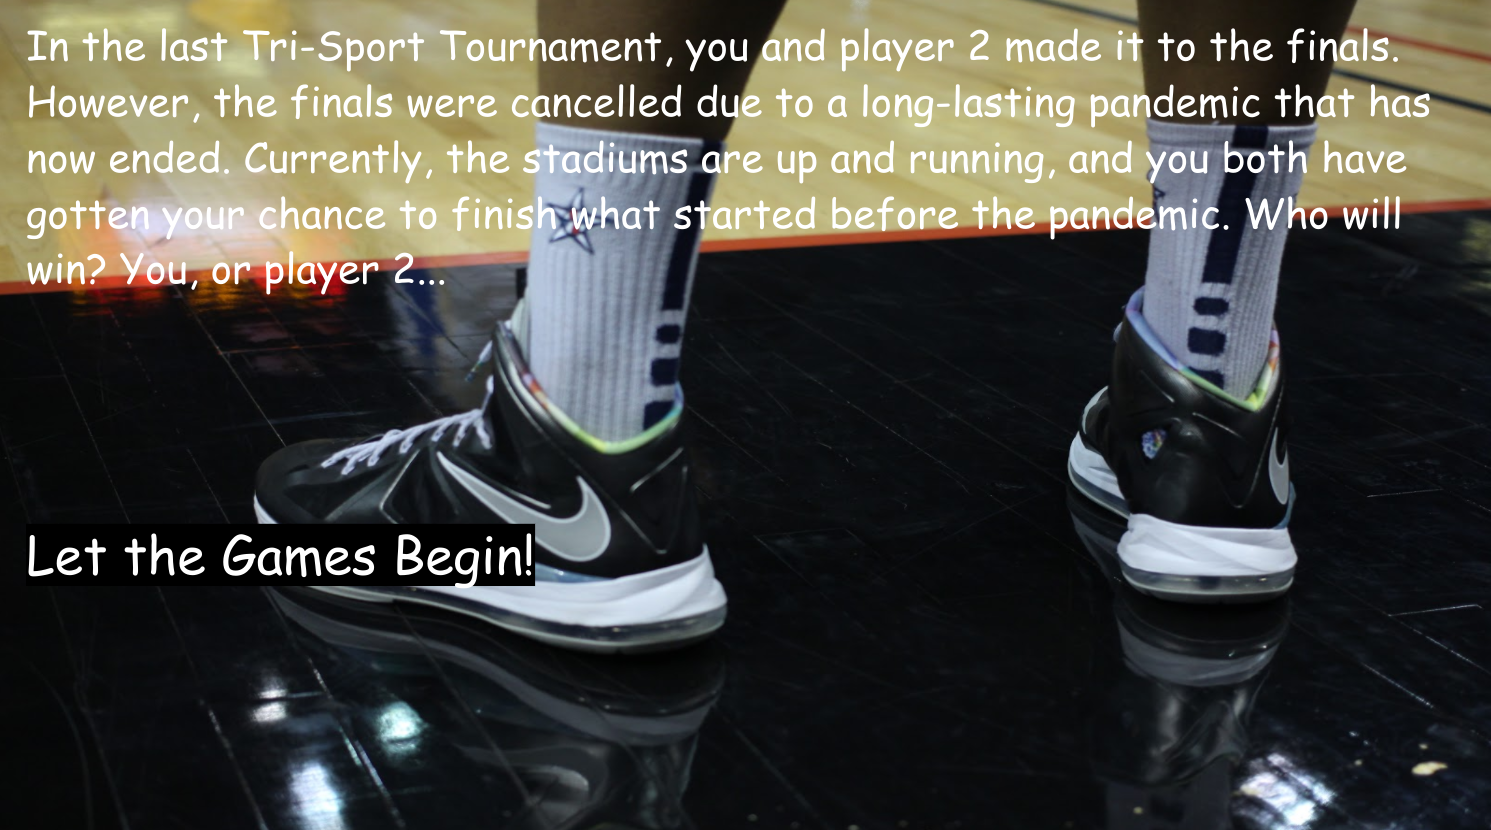 In the last Tri-Sport Tournament, you and player 2 made it to the finals.
However, the finals were cancelled due to a long-lasting pandemic that has
now ended. Currently, the stadiums are up and running, and you both have
gotten your chance to finish what started before the pandemic. Who will
win? You, or player 2...
Let the Games Begin!